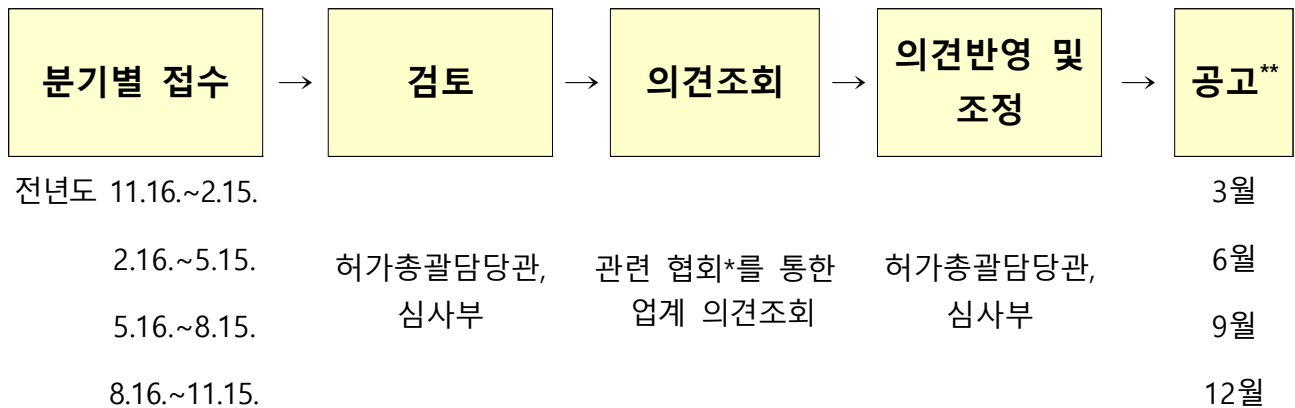 분기별 접수 → 검토 → 의견조회 → 의견반영 및 조정 → 공고**
전년도 11.16.~2.15.
2.16.~5.15.
5.16.~8.15.
8.16.~11.15.
허가총괄담당관,
심사부
관련 협회*를 통한
업계 의견조회
허가총괄담당관,
심사부
3월
6월
9월
12월